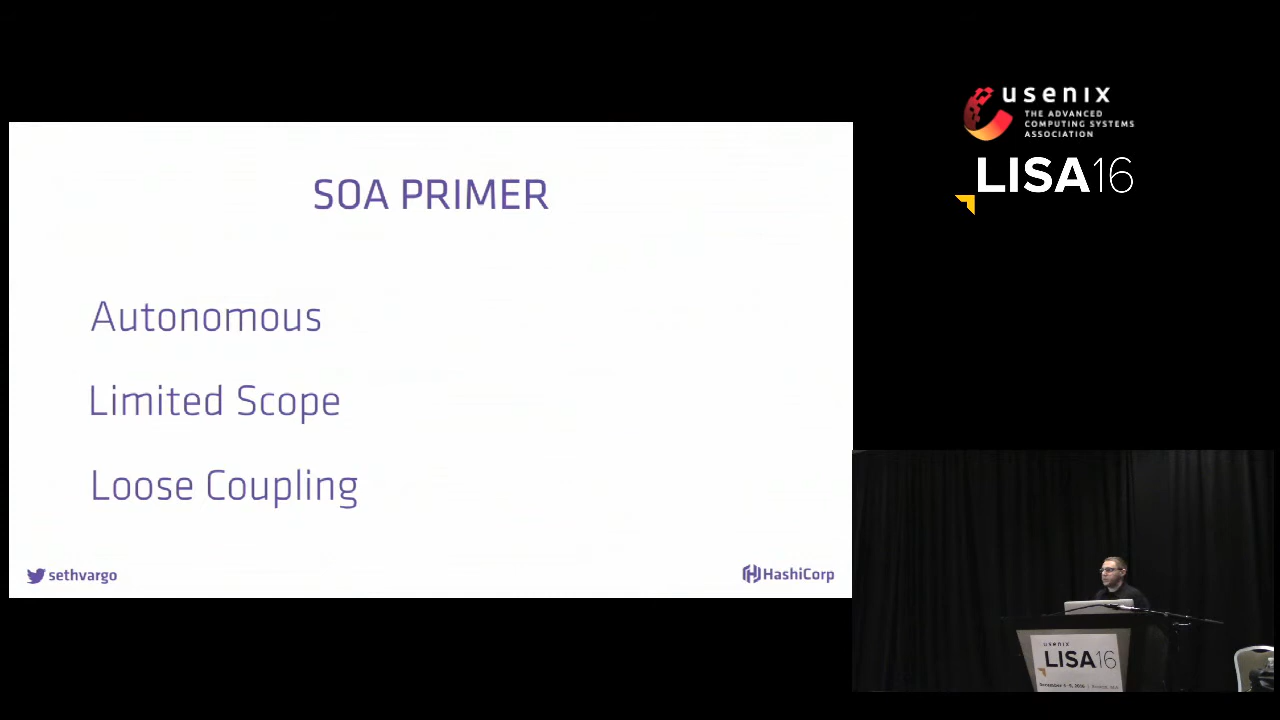 usenix
THE ADVANCED
COMPUTING SYSTEMS
ASSOCIATION
LISA16
SOA PRIMER
Autonomous
Limited Scope
Loose Coupling
sethvargo
HashiCorp
usenix
LISA16